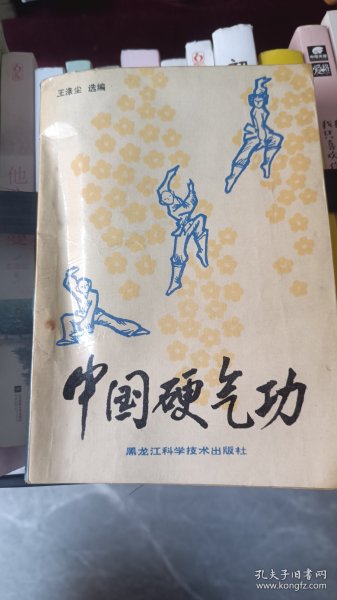 王涤尘 选编
中国硬气功
黑龙江科学技术出版社
孔夫子旧书网
www.kongfz.com